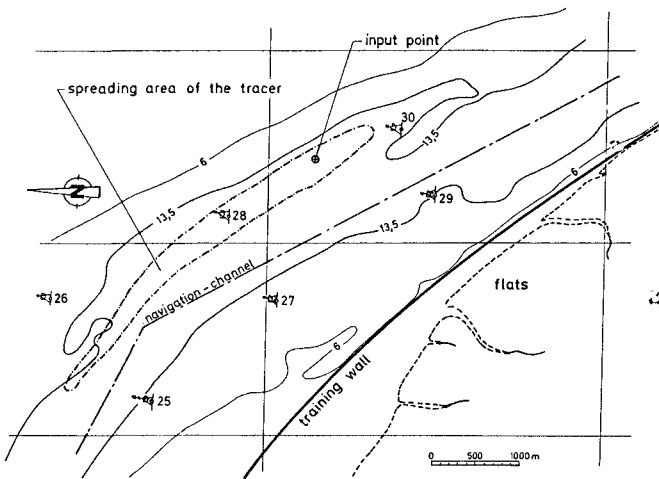 input point
spreading area of the tracer
30
6
13,5
6
N
13,5
29
28
13,5
flats
navigation-channel
26
27
6
training wall
25
0 500 1000m